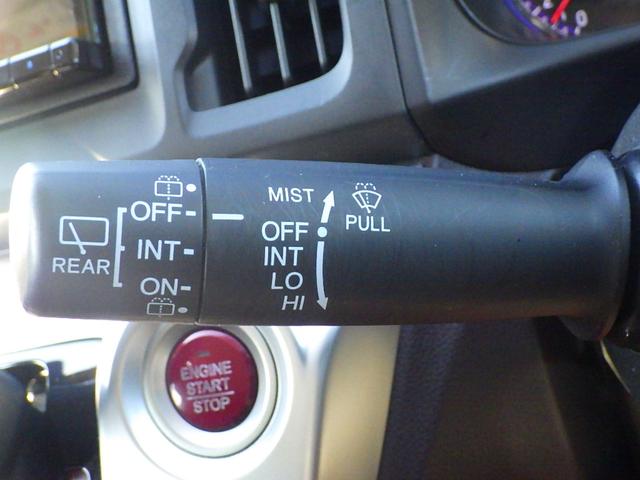 OFF
INT
ON
REAR
MIST
OFF
INT
LO
HI
PULL
ENGINE
START
STOP